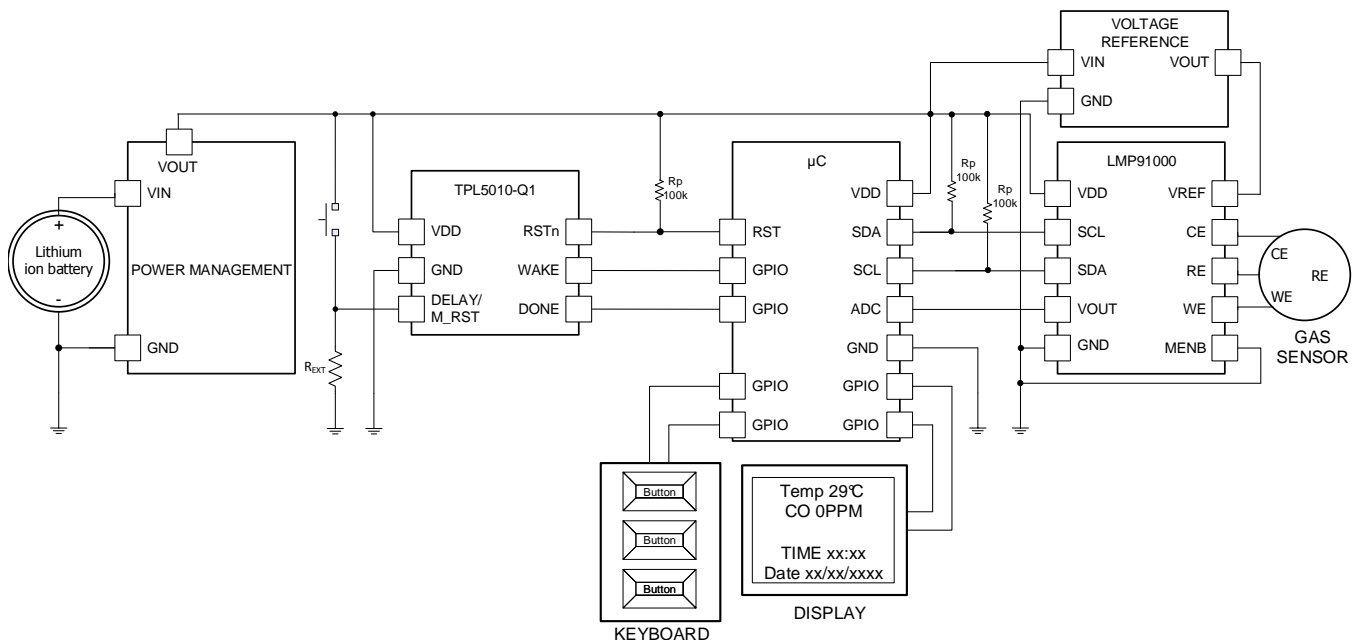 VOLTAGE
REFERENCE
VIN
VOUT
GND
VOUT
VIN
Lithium
ion battery
+
-
POWER MANAGEMENT
GND
R_EXT
TPL5010-Q1
VDD
RSTn
GND
WAKE
DELAY/
M_RST
DONE
Rp
100k
µC
VDD
RST
SDA
GPIO
SCL
GPIO
ADC
GND
GPIO
GPIO
GPIO
GPIO
Rp
100k
Rp
100k
LMP91000
VDD
VREF
SCL
CE
SDA
RE
VOUT
WE
GND
MENB
CE
RE
WE
GAS
SENSOR
Button
Button
Button
KEYBOARD
Temp 29°C
CO 0PPM
TIME xx:xx
Date xx/xx/xxxx
DISPLAY